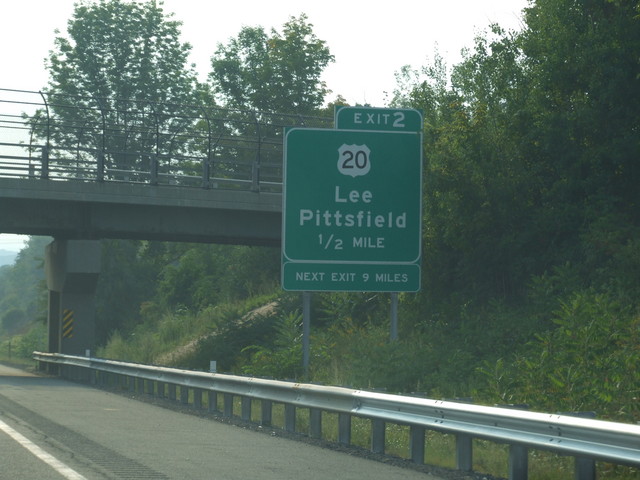 EXIT 2
20
Lee
Pittsfield
1/2 MILE
NEXT EXIT 9 MILES